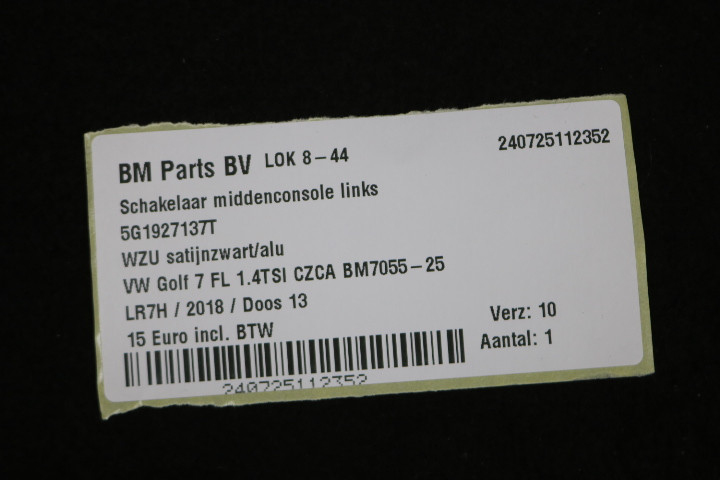 BM Parts BV LOK 8-44 240725112352
Schakelaar middenconsole links
5G1927137T
WZU satijnzwart/alu
VW Golf 7 FL 1.4TSI CZCA BM7055-25
LR7H / 2018 / Doos 13
Verz: 10
15 Euro incl. BTW
Aantal: 1
240725112352